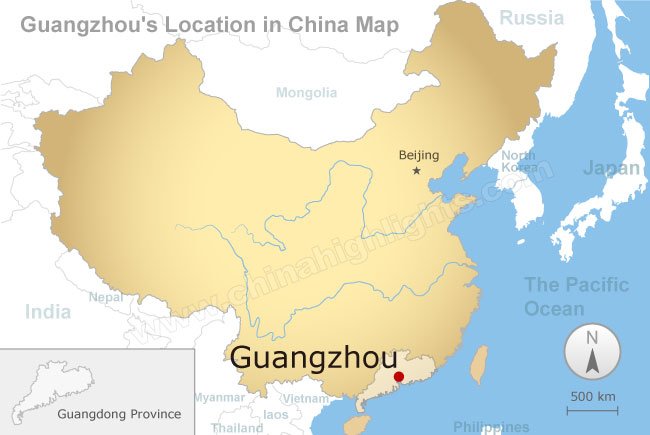 Guangzhou's Location in China Map
Russia
Mongolia
Beijing
North
Korea
Japan
www.chinahighlights.com
The Pacific
Ocean
Nepal
India
N
Guangzhou
500 km
Guangdong Province
Myanmar
Vietnam
laos
Thailand
Philippines